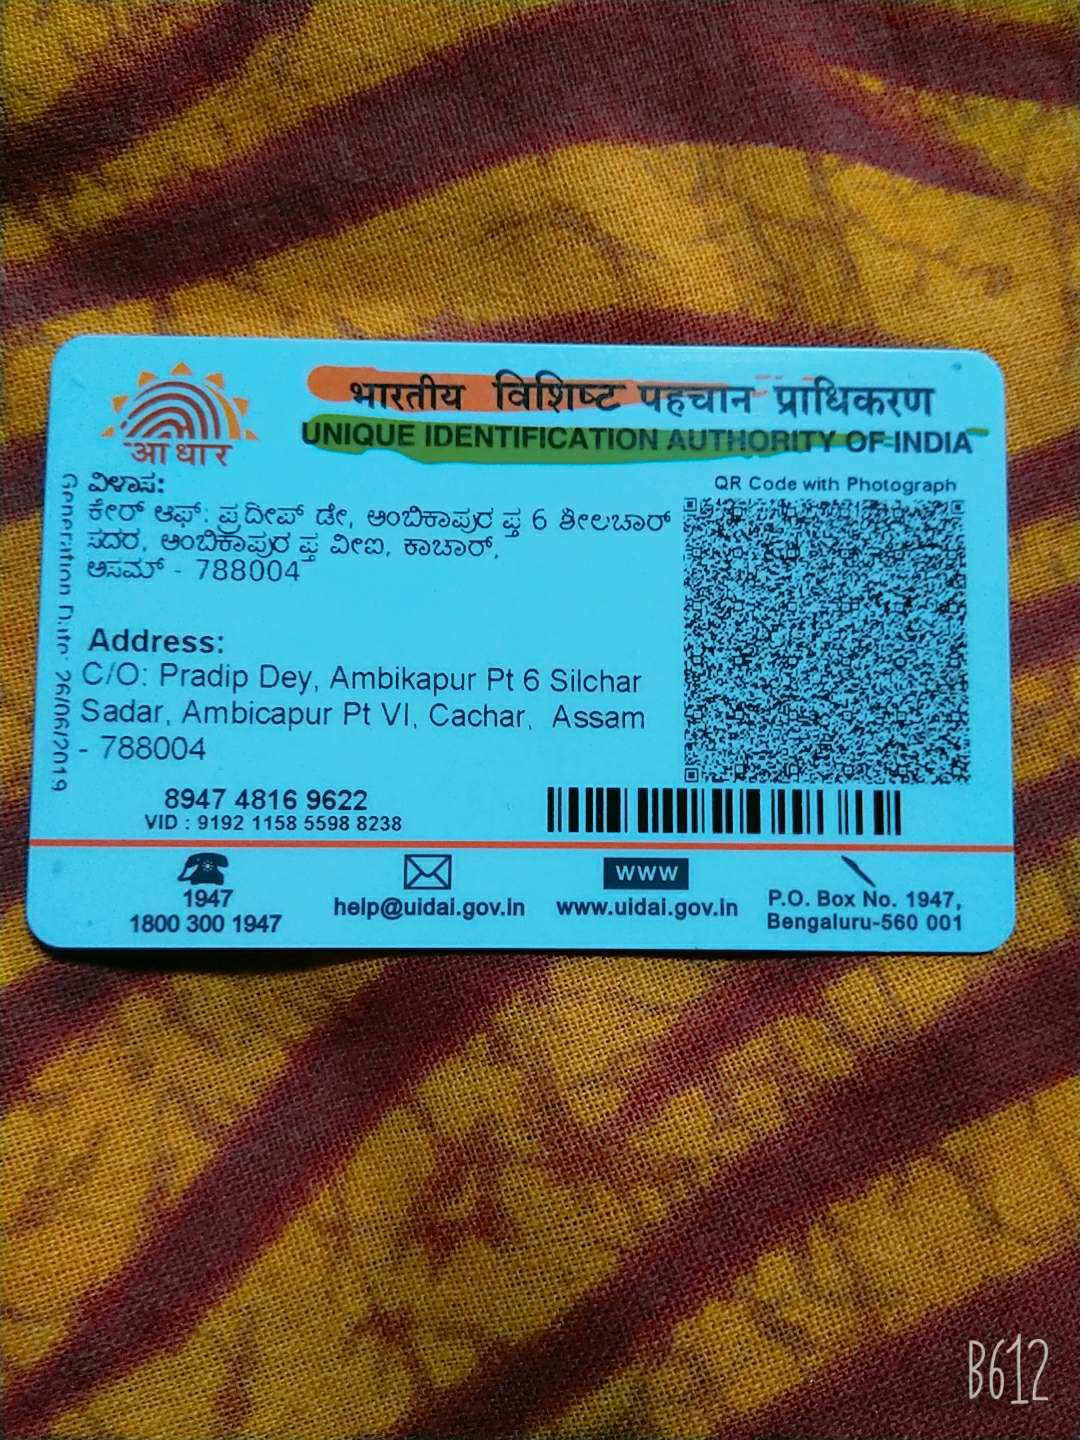 भारतीय विशिष्ट पहचान प्राधिकरण
UNIQUE IDENTIFICATION AUTHORITY OF INDIA
आधार
QR Code with Photograph
Generation Date: 26/06/2019
ವಿಳಾಸ:
ಕೇರ್ ಆಫ್: ಪ್ರದೀಪ್ ಡೇ, ಅಂಬಿಕಾಪುರ ಪ್ತ 6 ಶೀಲಚಾರ್
ಸದರ, ಅಂಬಿಕಾಪುರ ಪ್ತ ವೀಐ, ಕಾಚಾರ್,
ಅಸಮ್ - 788004
Address:
C/O: Pradip Dey, Ambikapur Pt 6 Silchar
Sadar, Ambicapur Pt VI, Cachar, Assam
- 788004
8947 4816 9622
VID : 9192 1158 5598 8238
1947
1800 300 1947
help@uidai.gov.in
www
www.uidai.gov.in
P.O. Box No. 1947,
Bengaluru-560 001
B612